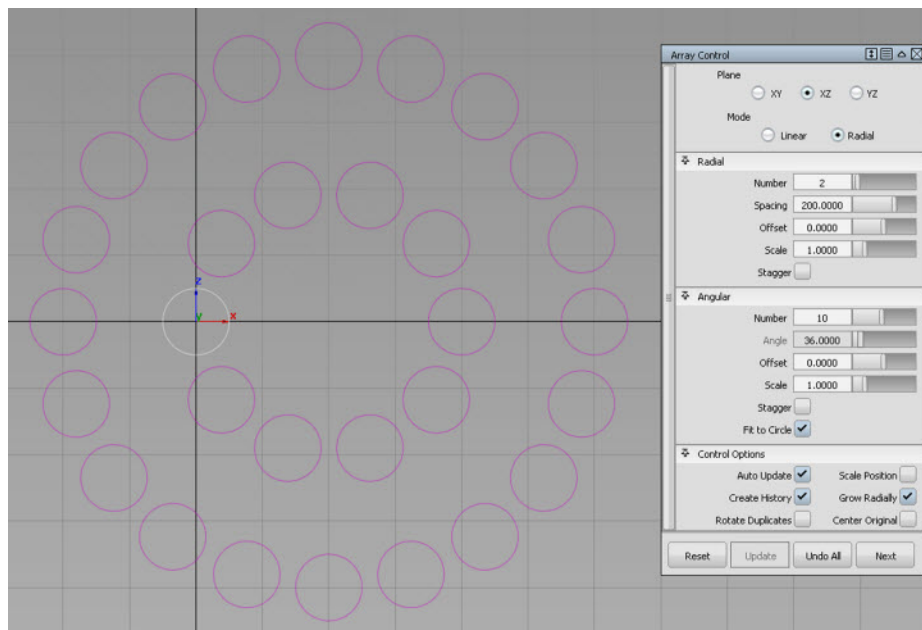 Array Control
Plane
XY XZ YZ
Mode
Linear Radial
Radial
Number 2
Spacing 200.0000
Offset 0.0000
Scale 1.0000
Stagger
Angular
Number 10
Angle 36.0000
Offset 0.0000
Scale 1.0000
Stagger
Fit to Circle
Control Options
Auto Update Scale Position
Create History Grow Radially
Rotate Duplicates Center Original
Reset Update Undo All Next
z
y x